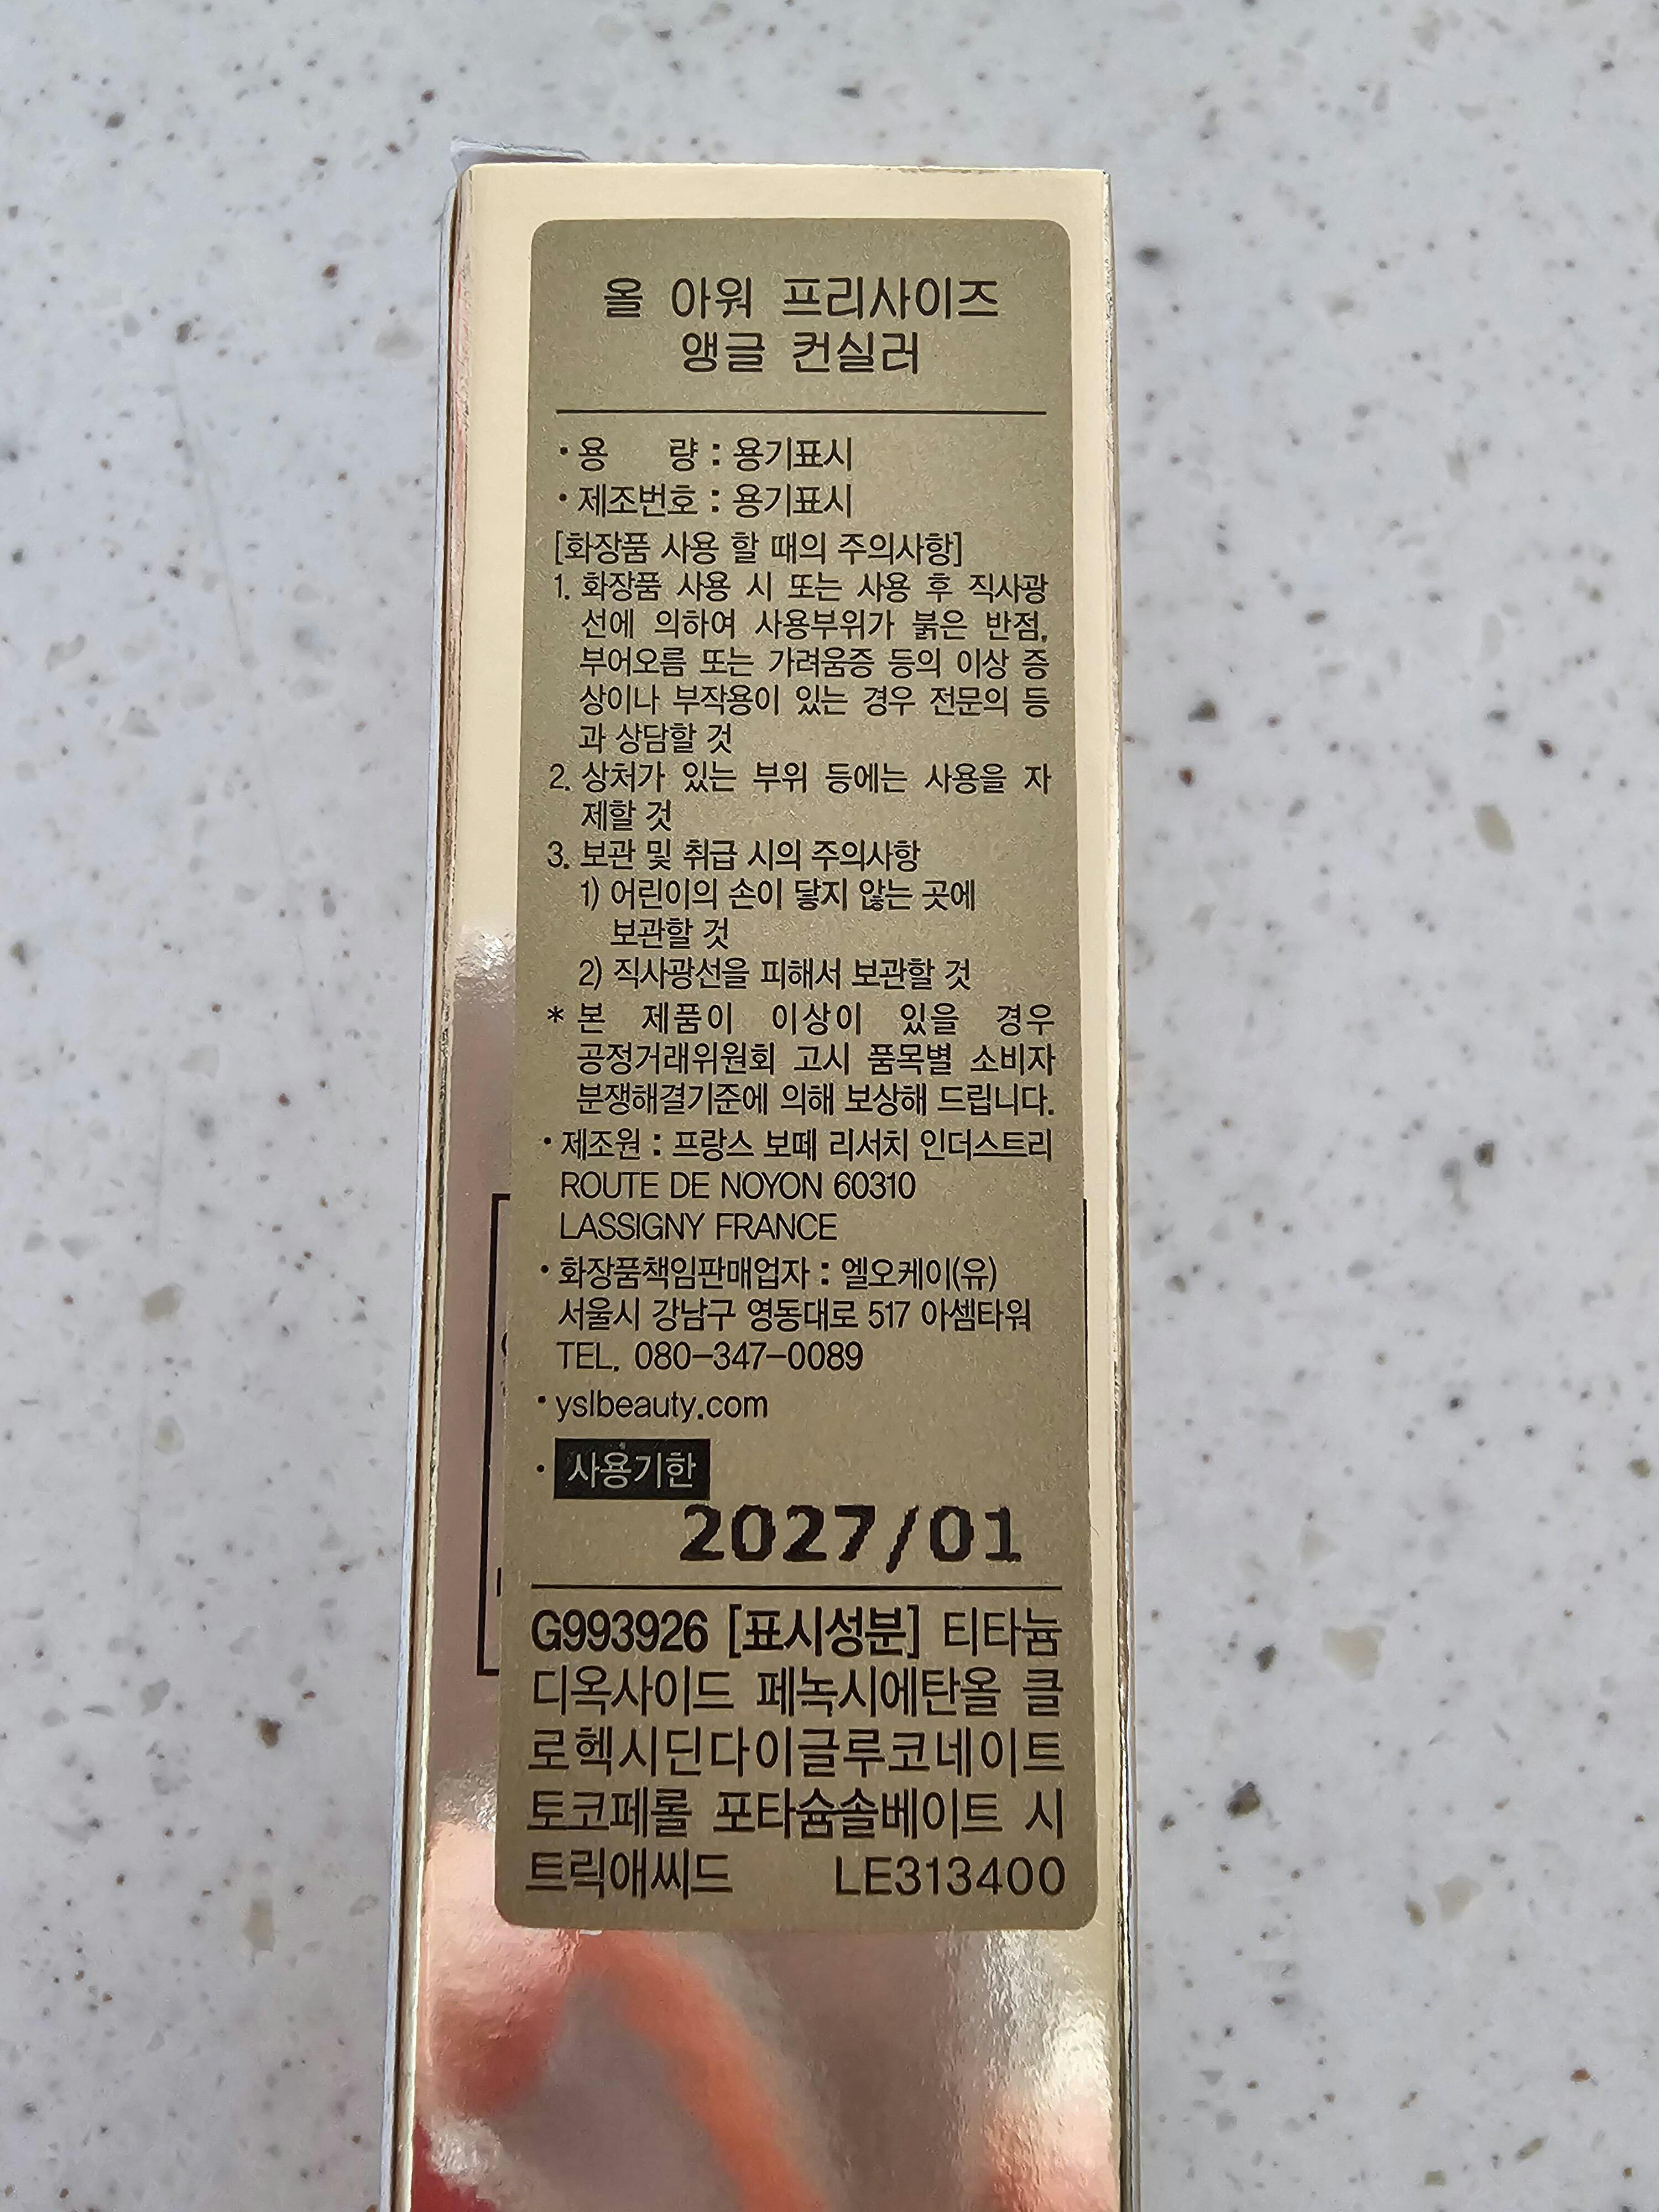 올 아워 프리사이즈
앵글 컨실러
·용 량 : 용기표시
·제조번호 : 용기표시
[화장품 사용 할 때의 주의사항]
1. 화장품 사용 시 또는 사용 후 직사광
선에 의하여 사용부위가 붉은 반점,
부어오름 또는 가려움증 등의 이상 증
상이나 부작용이 있는 경우 전문의 등
과 상담할 것
2. 상처가 있는 부위 등에는 사용을 자
제할 것
3. 보관 및 취급 시의 주의사항
1) 어린이의 손이 닿지 않는 곳에
보관할 것
2) 직사광선을 피해서 보관할 것
* 본 제품이 이상이 있을 경우
공정거래위원회 고시 품목별 소비자
분쟁해결기준에 의해 보상해 드립니다.
·제조원 : 프랑스 보떼 리서치 인더스트리
ROUTE DE NOYON 60310
LASSIGNY FRANCE
·화장품책임판매업자 : 엘오케이(유)
서울시 강남구 영동대로 517 아셈타워
TEL. 080-347-0089
·yslbeauty.com
·사용기한
2027/01
G993926 [표시성분] 티타늄
디옥사이드 페녹시에탄올 클
로헥시딘다이글루코네이트
토코페롤 포타슘솔베이트 시
트릭애씨드 LE313400